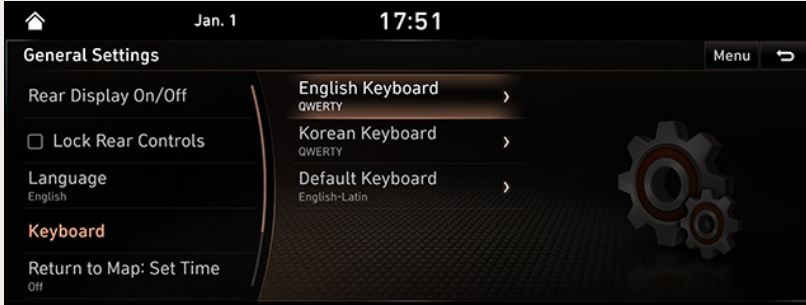 Jan. 1
17:51
General Settings
Menu
Rear Display On/Off
Lock Rear Controls
Language
English
Keyboard
Return to Map: Set Time
Off
English Keyboard
QWERTY
Korean Keyboard
QWERTY
Default Keyboard
English-Latin